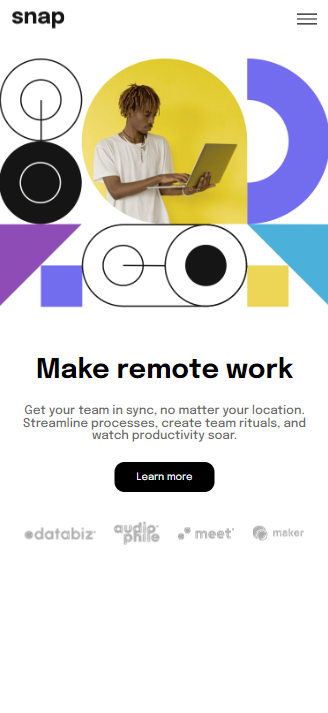 snap
Make remote work
Get your team in sync, no matter your location.
Streamline processes, create team rituals, and
watch productivity soar.
Learn more
databiz
audiophile
meet
maker